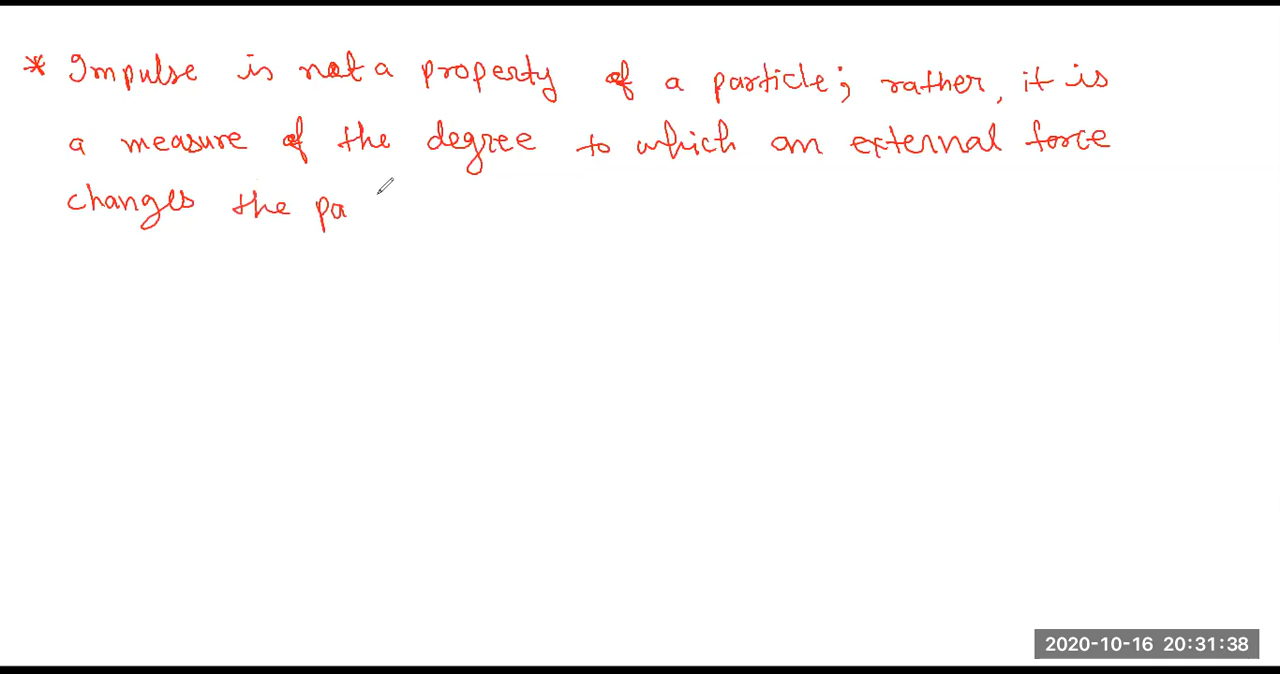 * Impulse is not a property of a particle; rather, it is
a measure of the degree to which an external force
changes the pa
2020-10-16 20:31:38